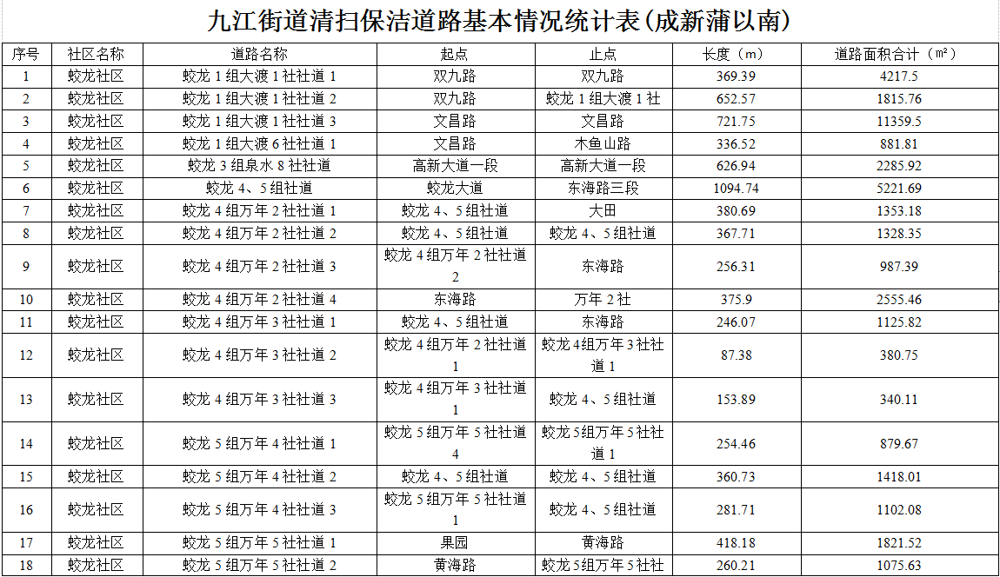 九江街道清扫保洁道路基本情况统计表(成新蒲以南)
序号 社区名称 道路名称 起点 止点 长度（m） 道路面积合计（㎡）
1 蛟龙社区 蛟龙 1 组大渡 1 社社道 1 双九路 双九路 369.39 4217.5
2 蛟龙社区 蛟龙 1 组大渡 1 社社道 2 双九路 蛟龙 1 组大渡 1 社 652.57 1815.76
3 蛟龙社区 蛟龙 1 组大渡 1 社社道 3 文昌路 文昌路 721.75 11359.5
4 蛟龙社区 蛟龙 1 组大渡 6 社社道 1 文昌路 木鱼山路 336.52 881.81
5 蛟龙社区 蛟龙 3 组泉水 8 社社道 高新大道一段 高新大道一段 626.94 2285.92
6 蛟龙社区 蛟龙 4、5 组社道 蛟龙大道 东海路三段 1094.74 5221.69
7 蛟龙社区 蛟龙 4 组万年 2 社社道 1 蛟龙 4、5 组社道 大田 380.69 1353.18
8 蛟龙社区 蛟龙 4 组万年 2 社社道 2 蛟龙 4、5 组社道 蛟龙 4、5 组社道 367.71 1328.35
9 蛟龙社区 蛟龙 4 组万年 2 社社道 3 蛟龙 4 组万年 2 社社道
2 东海路 256.31 987.39
10 蛟龙社区 蛟龙 4 组万年 2 社社道 4 东海路 万年 2 社 375.9 2555.46
11 蛟龙社区 蛟龙 4 组万年 3 社社道 1 蛟龙 4、5 组社道 东海路 246.07 1125.82
12 蛟龙社区 蛟龙 4 组万年 3 社社道 2 蛟龙 4 组万年 2 社社道
1 蛟龙 4组万年 3 社社
道 1 87.38 380.75
13 蛟龙社区 蛟龙 4 组万年 3 社社道 3 蛟龙 4 组万年 3 社社道
1 蛟龙 4、5 组社道 153.89 340.11
14 蛟龙社区 蛟龙 5 组万年 4 社社道 1 蛟龙 5 组万年 5 社社道
4 蛟龙 5组万年 5 社社
道 1 254.46 879.67
15 蛟龙社区 蛟龙 5 组万年 4 社社道 2 蛟龙 4、5 组社道 蛟龙 4、5 组社道 360.73 1418.01
16 蛟龙社区 蛟龙 5 组万年 4 社社道 3 蛟龙 5 组万年 5 社社道
1 蛟龙 4、5 组社道 281.71 1102.08
17 蛟龙社区 蛟龙 5 组万年 5 社社道 1 果园 黄海路 418.18 1821.52
18 蛟龙社区 蛟龙 5 组万年 5 社社道 2 黄海路 蛟龙 5组万年 5 社社 260.21 1075.63